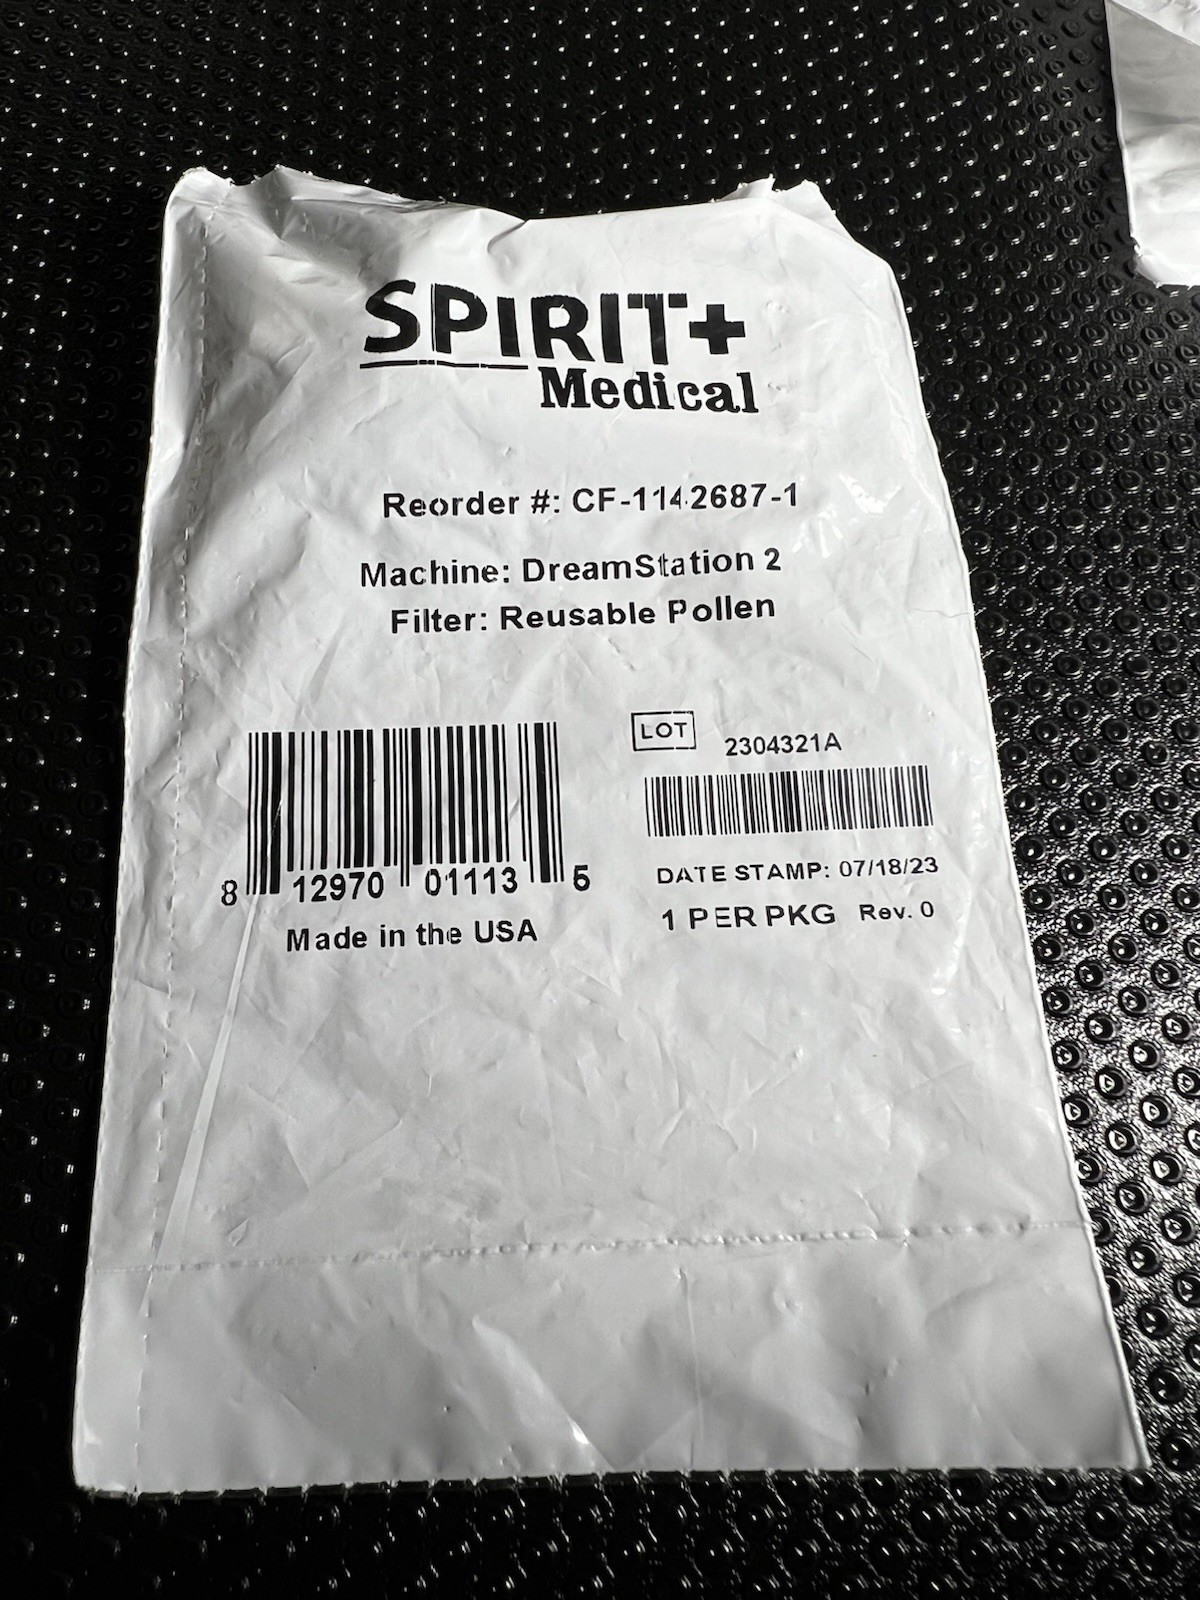 SPIRIT+
Medical
Reorder #: CF-1142687-1
Machine: DreamStation 2
Filter: Reusable Pollen
LOT 2304321A
8 12970 01113 5
DATE STAMP: 07/18/23
Made in the USA
1 PER PKG Rev. 0